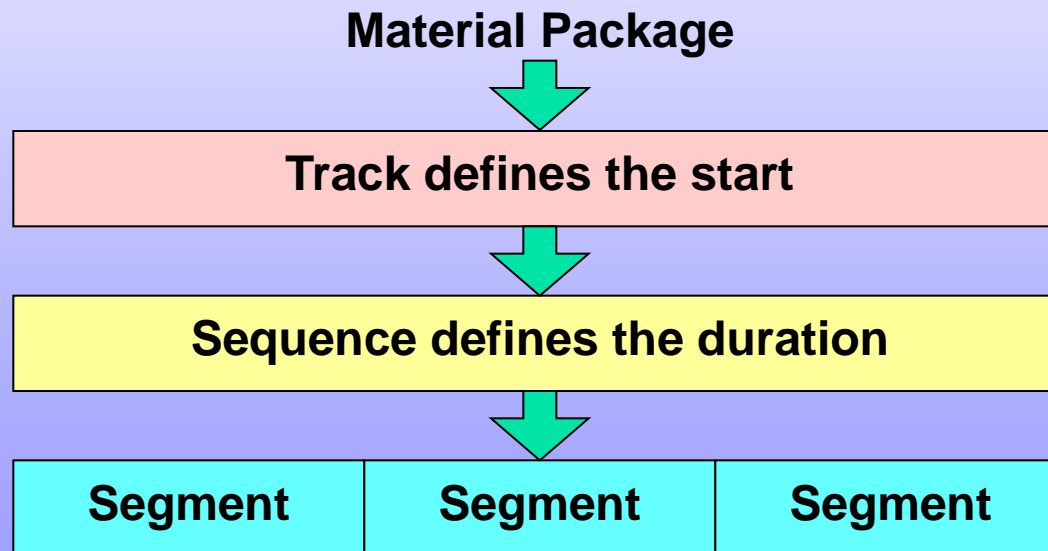 Material Package
Track defines the start
Sequence defines the duration
Segment Segment Segment